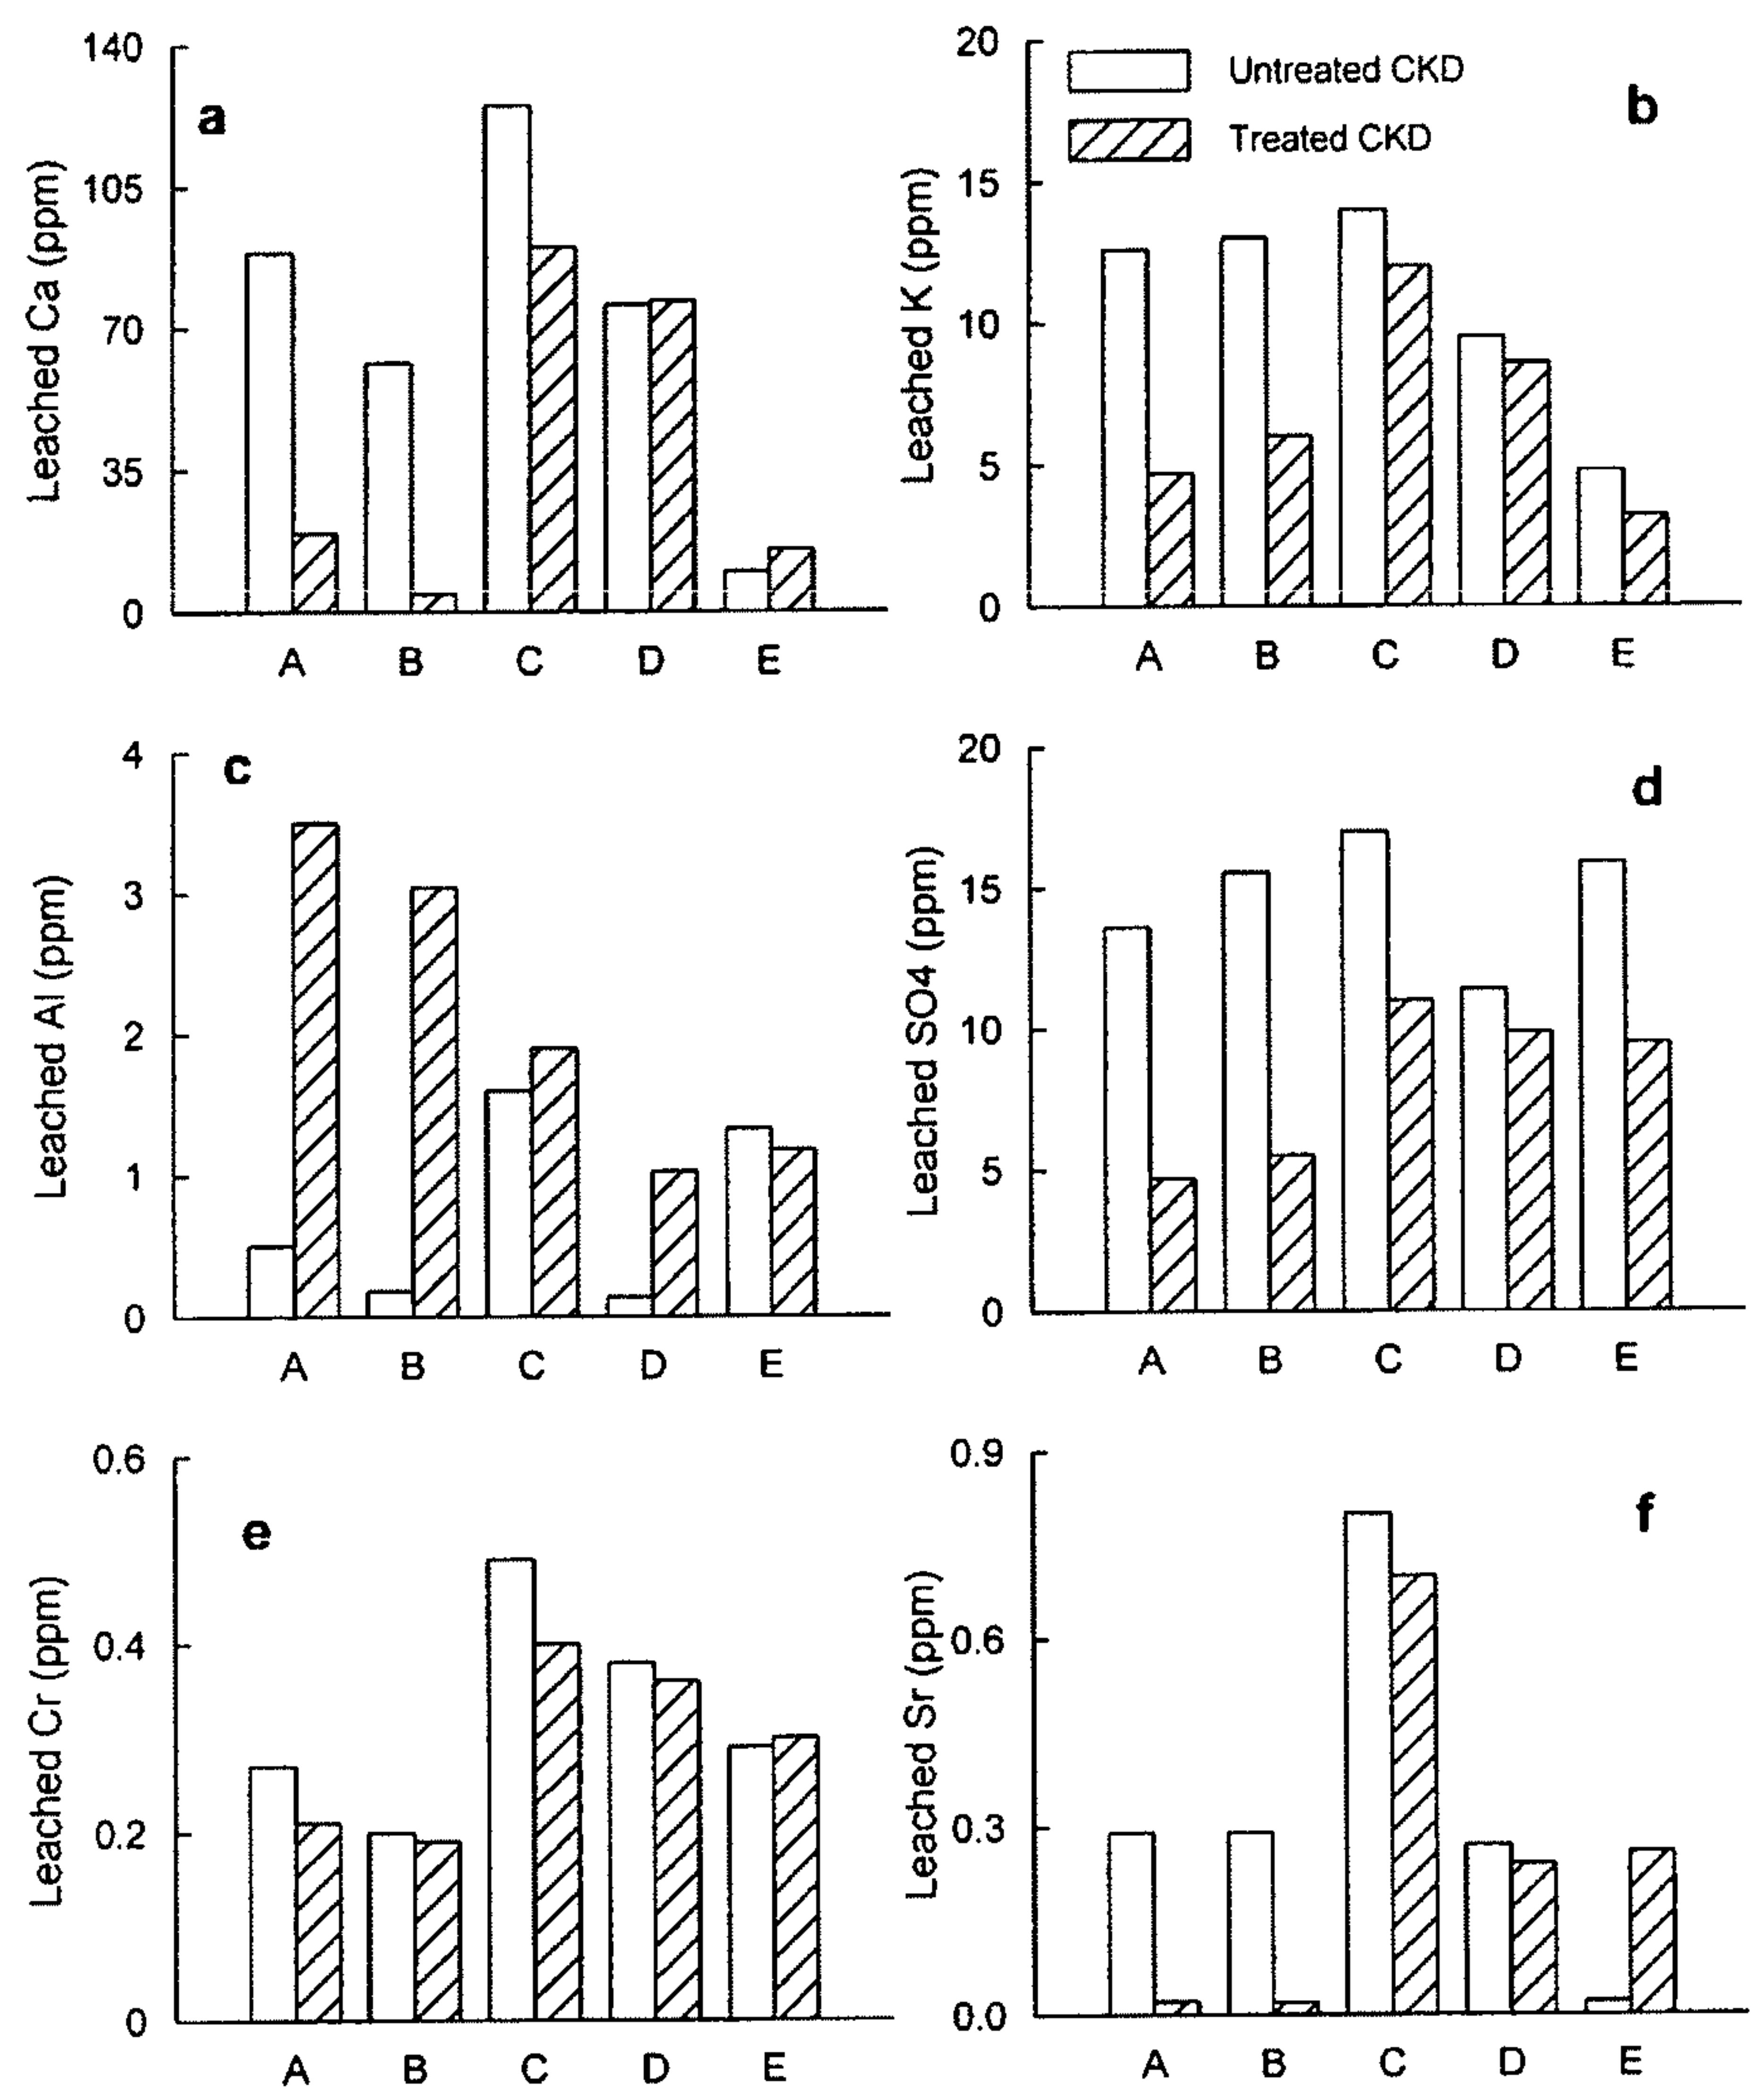 a
Leached Ca (ppm)
140
105
70
35
0
A B C D E
b
Untreated CKD
Treated CKD
Leached K (ppm)
20
15
10
5
0
A B C D E
c
Leached Al (ppm)
4
3
2
1
0
A B C D E
d
Leached SO4 (ppm)
20
15
10
5
0
A B C D E
e
Leached Cr (ppm)
0.6
0.4
0.2
0
A B C D E
f
Leached Sr (ppm)
0.9
0.6
0.3
0.0
A B C D E